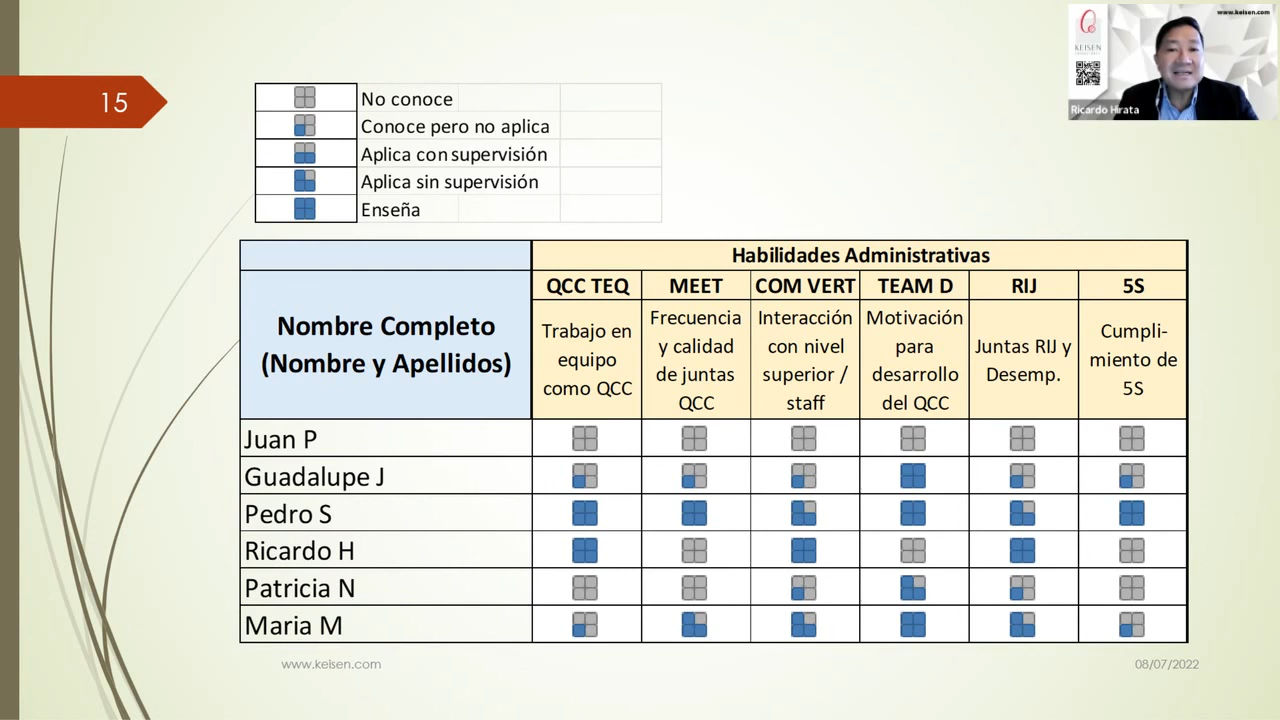 www.keisen.com
KEISEN
Ricardo Hirata
15
No conoce
Conoce pero no aplica
Aplica con supervisión
Aplica sin supervisión
Enseña
Habilidades Administrativas
Nombre Completo
(Nombre y Apellidos)
QCC TEQ
MEET
COM VERT
TEAM D
RIJ
5S
Trabajo en
equipo
como QCC
Frecuencia
y calidad
de juntas
QCC
Interacción
con nivel
superior /
staff
Motivación
para
desarrollo
del QCC
Juntas RIJ y
Desemp.
Cumpli-
miento de
5S
Juan P
Guadalupe J
Pedro S
Ricardo H
Patricia N
Maria M
www.keisen.com
08/07/2022